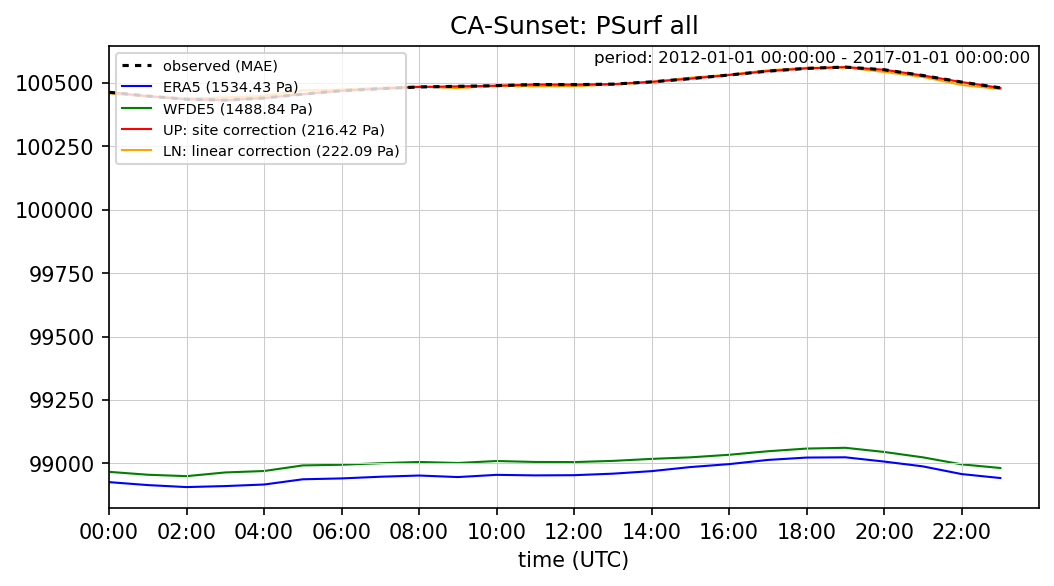 CA-Sunset: PSurf all
period: 2012-01-01 00:00:00 - 2017-01-01 00:00:00
observed (MAE)
ERA5 (1534.43 Pa)
WFDE5 (1488.84 Pa)
UP: site correction (216.42 Pa)
LN: linear correction (222.09 Pa)
100500
100250
100000
99750
99500
99250
99000
00:00 02:00 04:00 06:00 08:00 10:00 12:00 14:00 16:00 18:00 20:00 22:00
time (UTC)